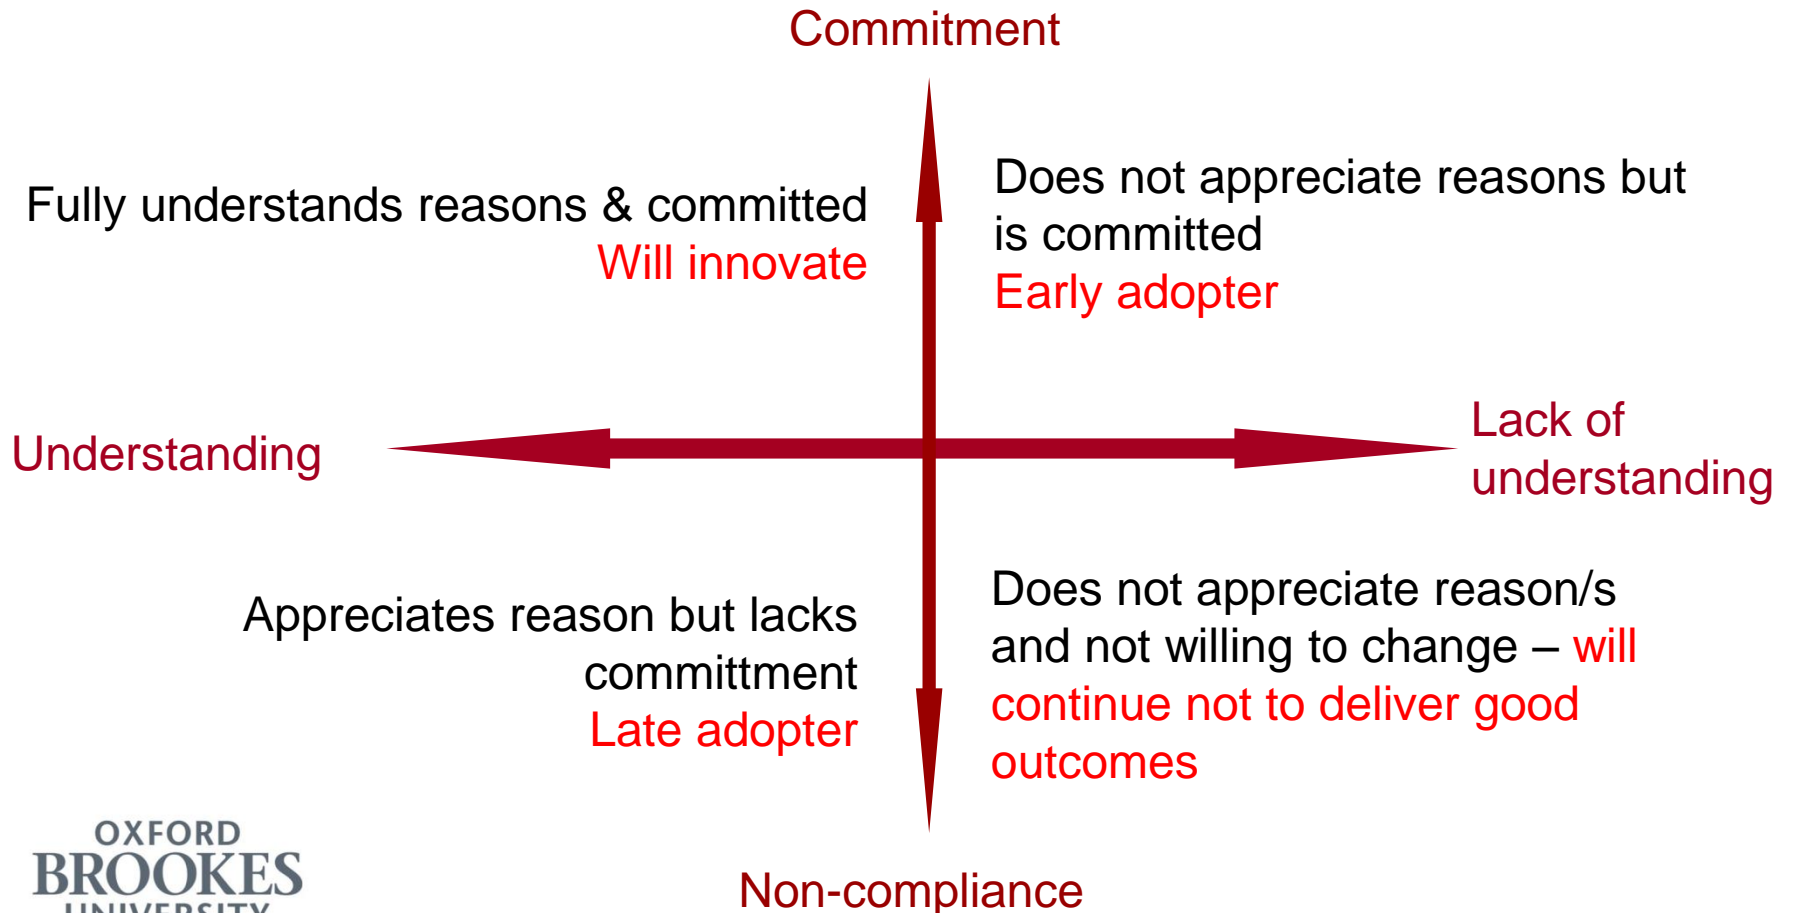 Commitment
Fully understands reasons & committed
Will innovate
Does not appreciate reasons but
is committed
Early adopter
Understanding
Lack of
understanding
Appreciates reason but lacks
committment
Late adopter
Does not appreciate reason/s
and not willing to change – will
continue not to deliver good
outcomes
OXFORD
BROOKES
UNIVERSITY
Non-compliance